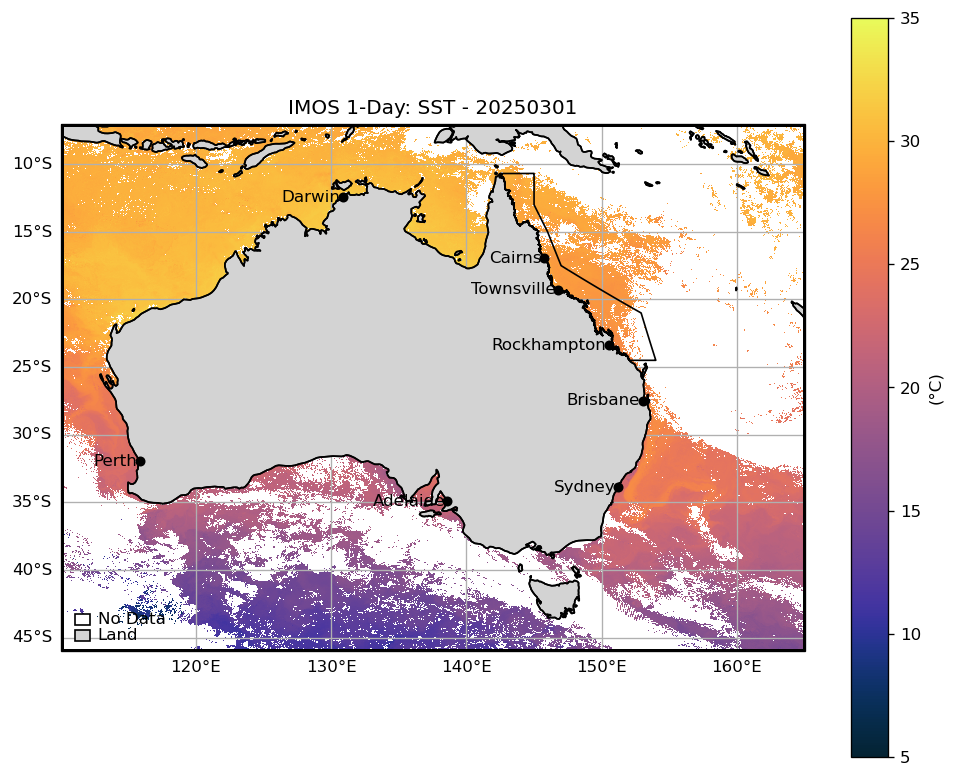 IMOS 1-Day: SST - 20250301
35
30
25
20
15
10
5
(°C)
10°S
15°S
20°S
25°S
30°S
35°S
40°S
45°S
Darwin
Cairns
Townsville
Rockhampton
Brisbane
Perth
Sydney
Adelaide
No Data
Land
120°E
130°E
140°E
150°E
160°E